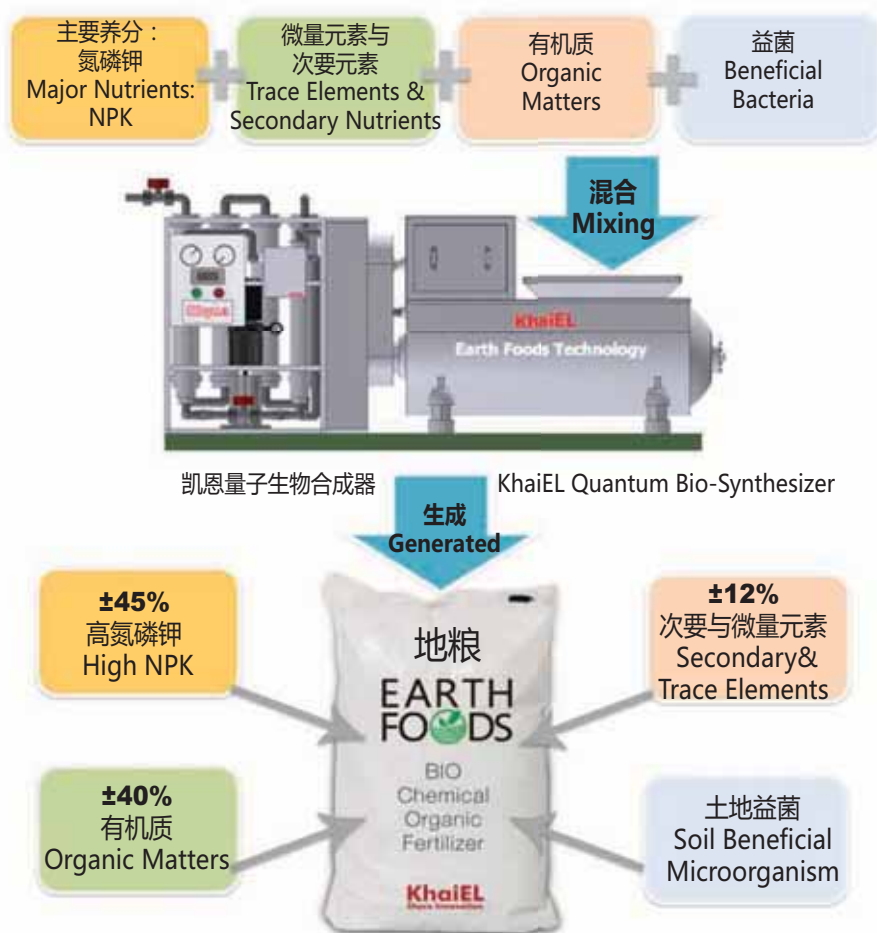 主要养分：
氮磷钾
Major Nutrients:
NPK
微量元素与
次要元素
Trace Elements &
Secondary Nutrients
有机质
Organic
Matters
益菌
Beneficial
Bacteria
混合
Mixing
KhaiEL
Earth Foods Technology
凯恩量子生物合成器
KhaiEL Quantum Bio-Synthesizer
生成
Generated
±45%
高氮磷钾
High NPK
±12%
次要与微量元素
Secondary&
Trace Elements
地粮
EARTH
FOODS
BIO
Chemical
Organic
Fertilizer
KhaiEL
±40%
有机质
Organic Matters
土地益菌
Soil Beneficial
Microorganism